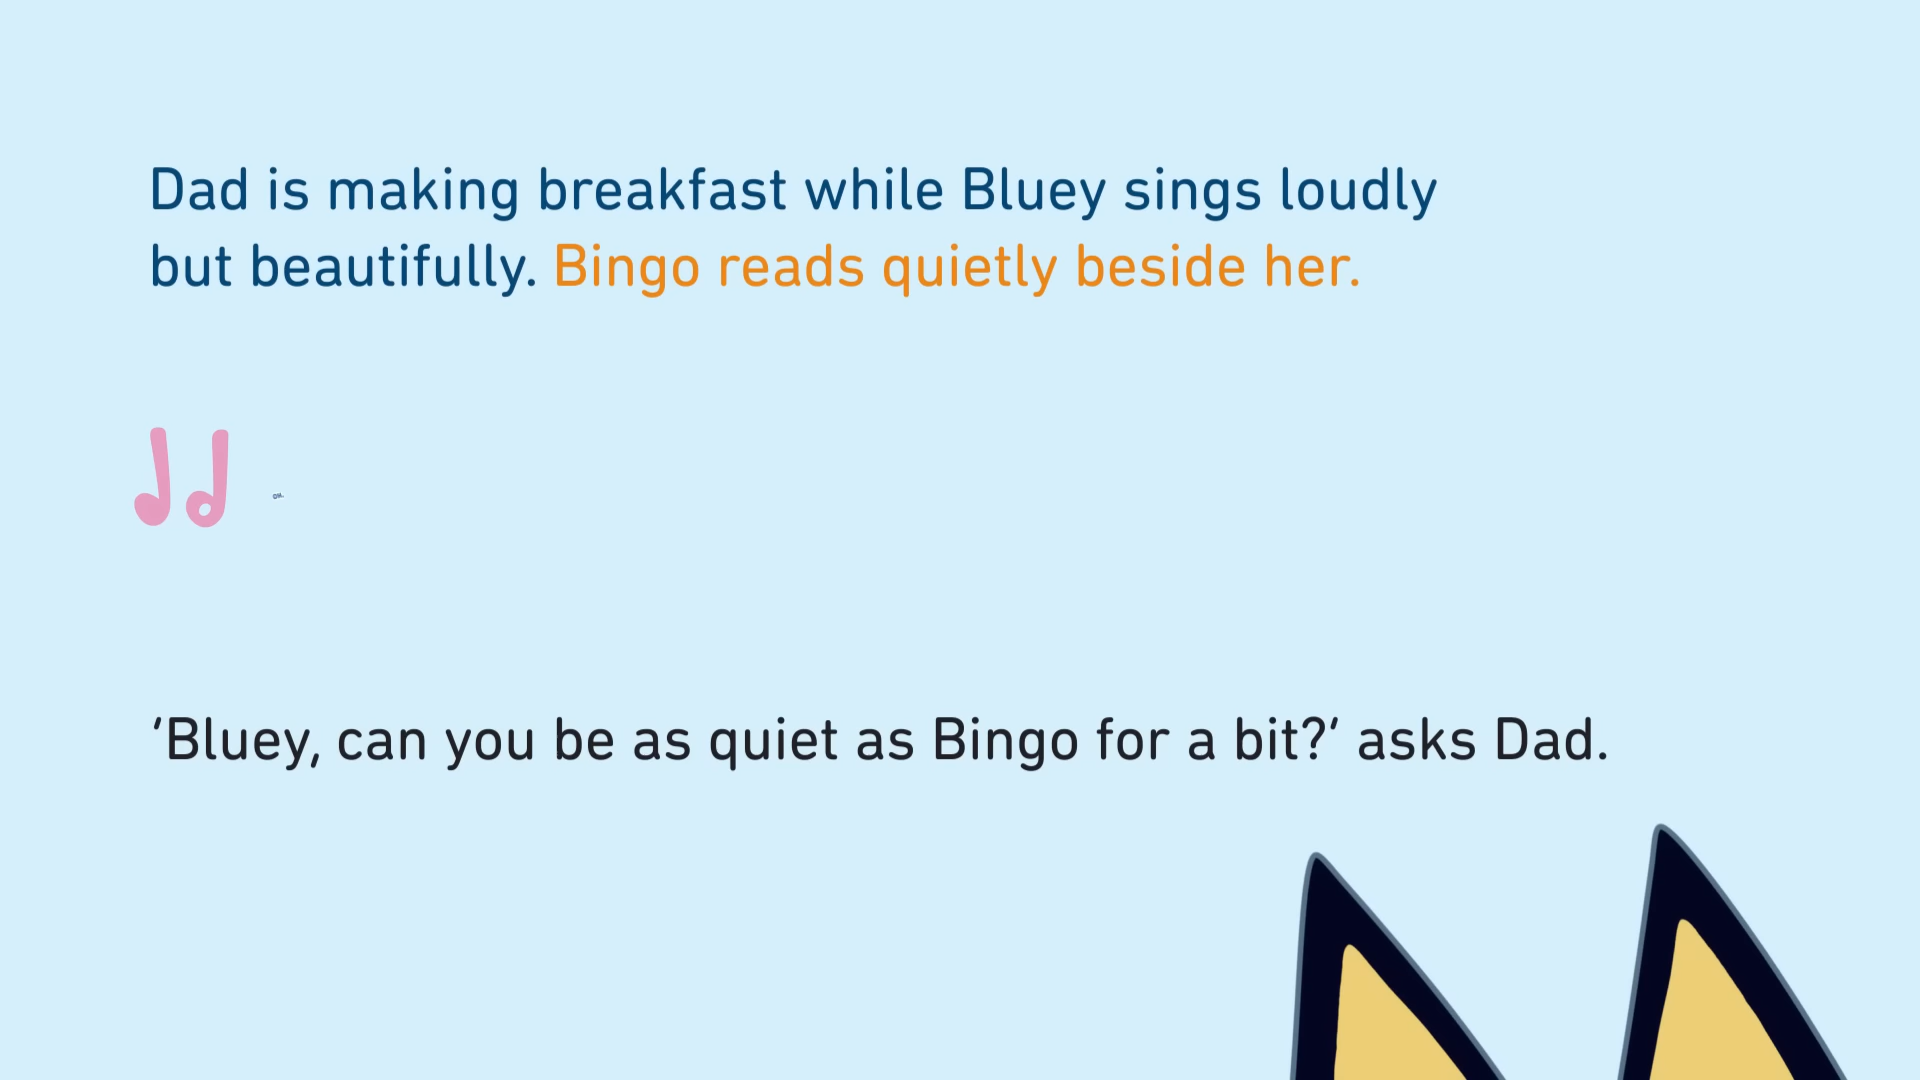 Dad is making breakfast while Bluey sings loudly
but beautifully. Bingo reads quietly beside her.
‘Bluey, can you be as quiet as Bingo for a bit?’ asks Dad.